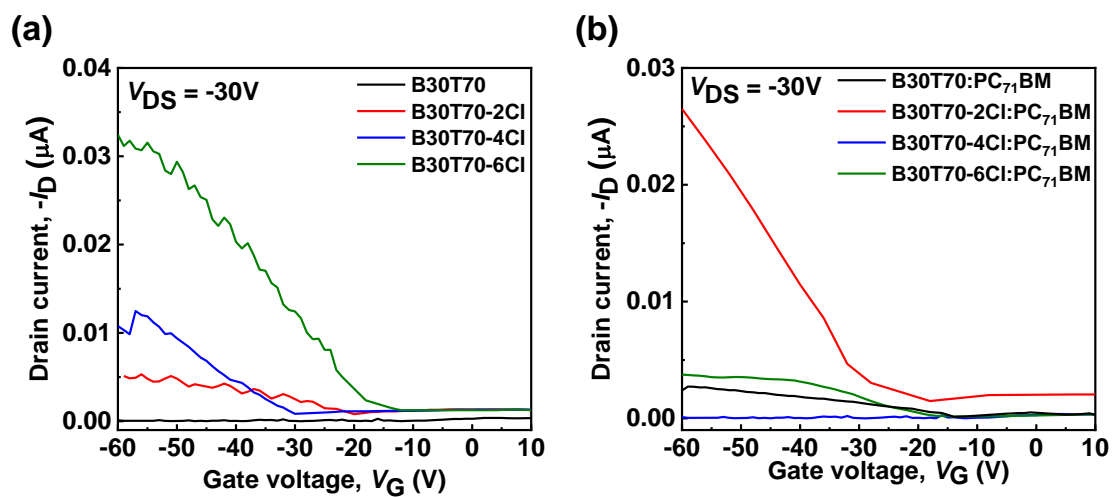 (a)
V_DS = -30V
B30T70
B30T70-2Cl
B30T70-4Cl
B30T70-6Cl
0.04
0.03
0.02
0.01
0.00
Drain current, -I_D (μA)
-60 -50 -40 -30 -20 -10 0 10
Gate voltage, V_G (V)
(b)
V_DS = -30V
B30T70:PC₇₁BM
B30T70-2Cl:PC₇₁BM
B30T70-4Cl:PC₇₁BM
B30T70-6Cl:PC₇₁BM
0.03
0.02
0.01
0.00
Drain current, -I_D (μA)
-60 -50 -40 -30 -20 -10 0 10
Gate voltage, V_G (V)